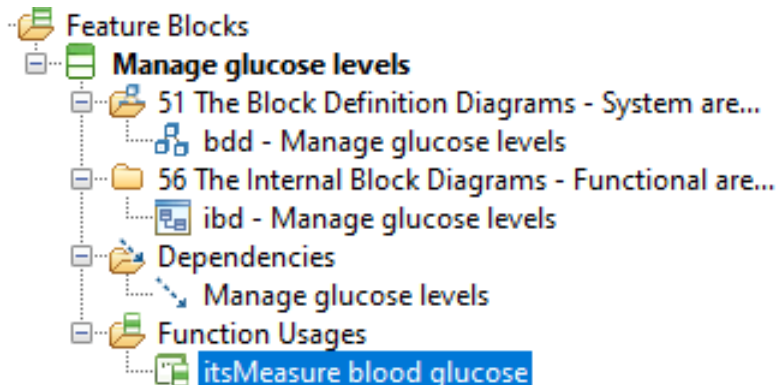 Feature Blocks
Manage glucose levels
51 The Block Definition Diagrams - System are...
bdd - Manage glucose levels
56 The Internal Block Diagrams - Functional are...
ibd - Manage glucose levels
Dependencies
Manage glucose levels
Function Usages
itsMeasure blood glucose